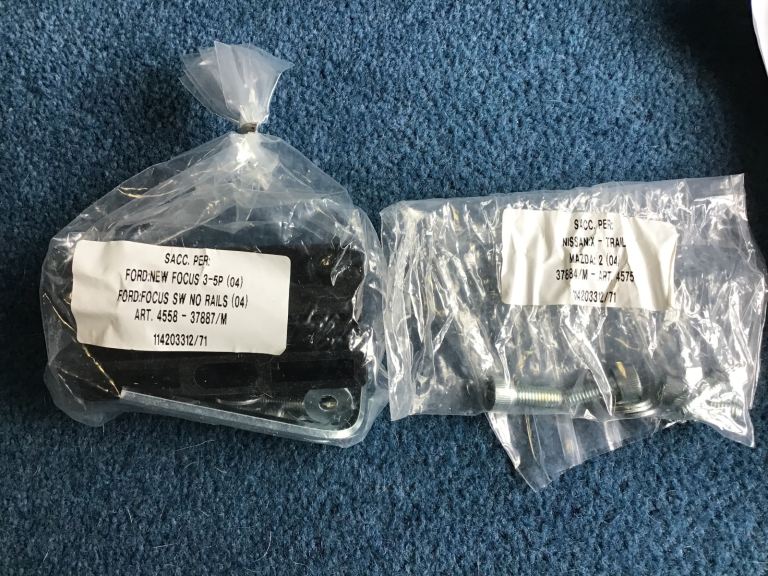 SACC. PER:
FORD:NEW FOCUS 3-5P (04)
FORD:FOCUS SW NO RAILS (04)
ART. 4558 - 37887/M
114203312/71
SACC. PER:
NISSAN:X - TRAIL
MAZDA: 2 (04
37884/M - ART. 4575
114203312/71